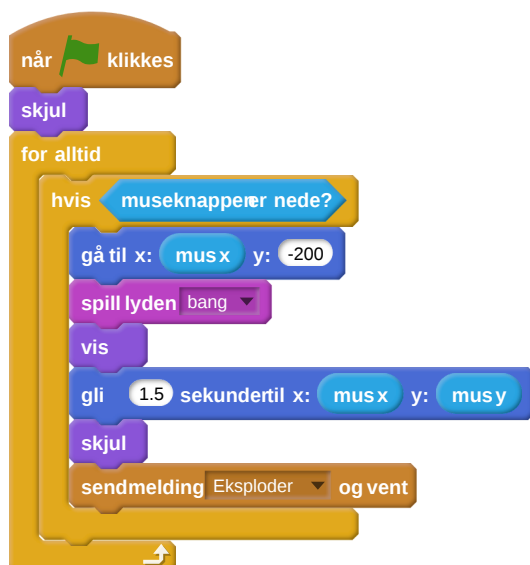 når klikkes
skjul
for alltid
hvis museknappen er nede?
gå til x: mus x y: -200
spill lyden bang
vis
gli 1.5 sekunder til x: mus x y: mus y
skjul
send melding Eksploder og vent